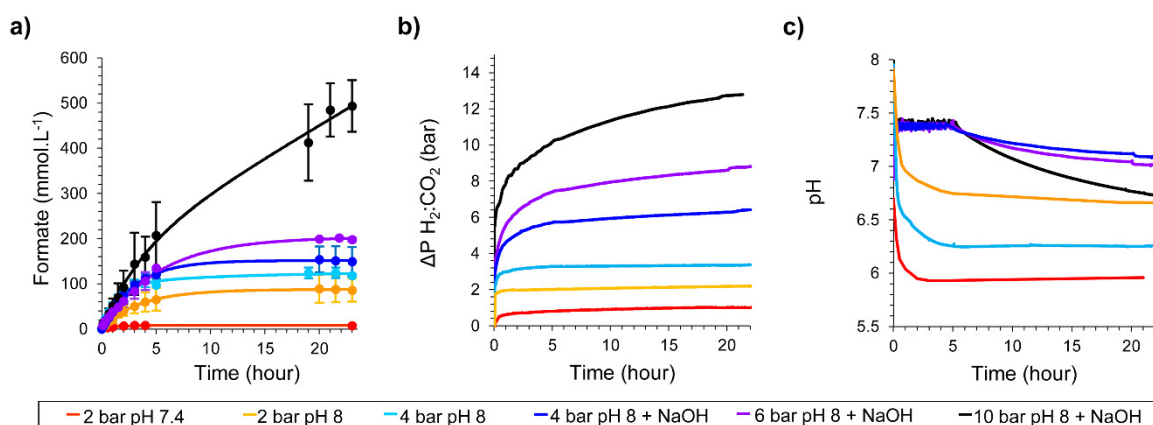 a)
b)
c)
Formate (mmol.L⁻¹)
600
500
400
300
200
100
0
0
5
10
15
20
Time (hour)
ΔP H₂:CO₂ (bar)
14
12
10
8
6
4
2
0
0
5
10
15
20
Time (hour)
pH
8
7.5
7
6.5
6
5.5
0
5
10
15
20
Time (hour)
2 bar pH 7.4
2 bar pH 8
4 bar pH 8
4 bar pH 8 + NaOH
6 bar pH 8 + NaOH
10 bar pH 8 + NaOH